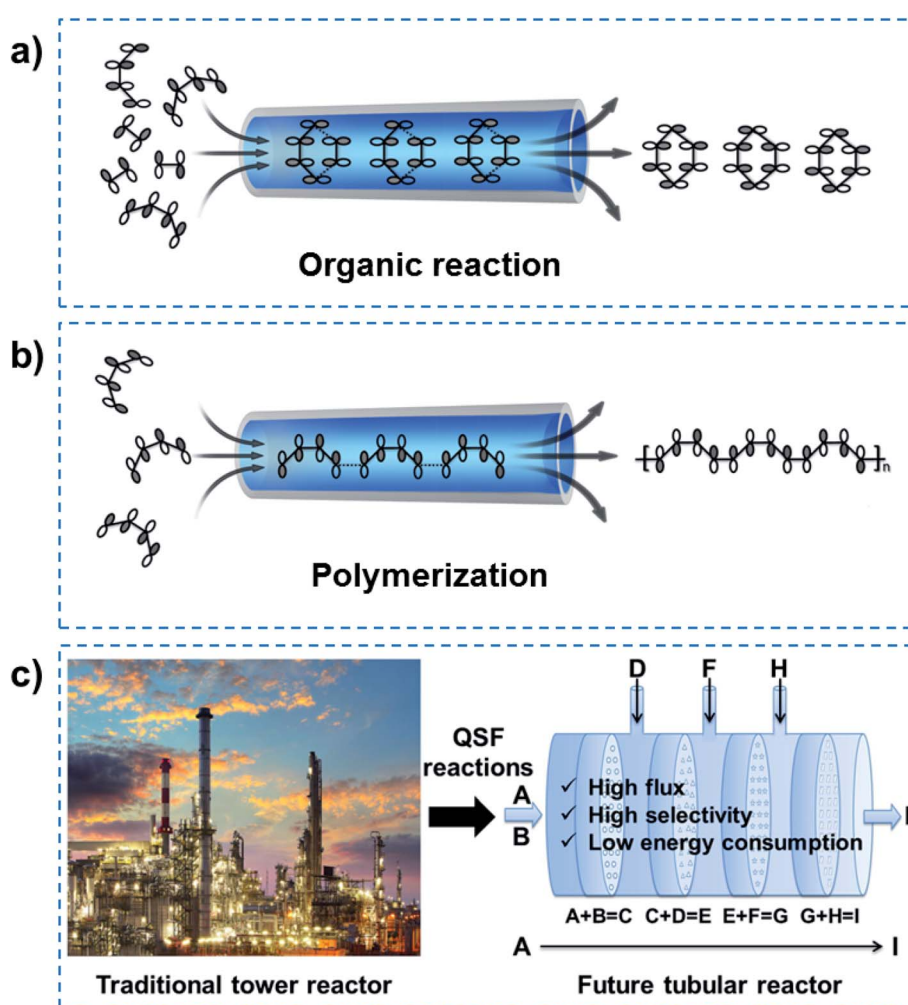 a)
Organic reaction
b)
n
Polymerization
c)
QSF
reactions
D F H
A
B
✓ High flux
✓ High selectivity
✓ Low energy consumption
A+B=C C+D=E E+F=G G+H=I
A I
Traditional tower reactor
Future tubular reactor